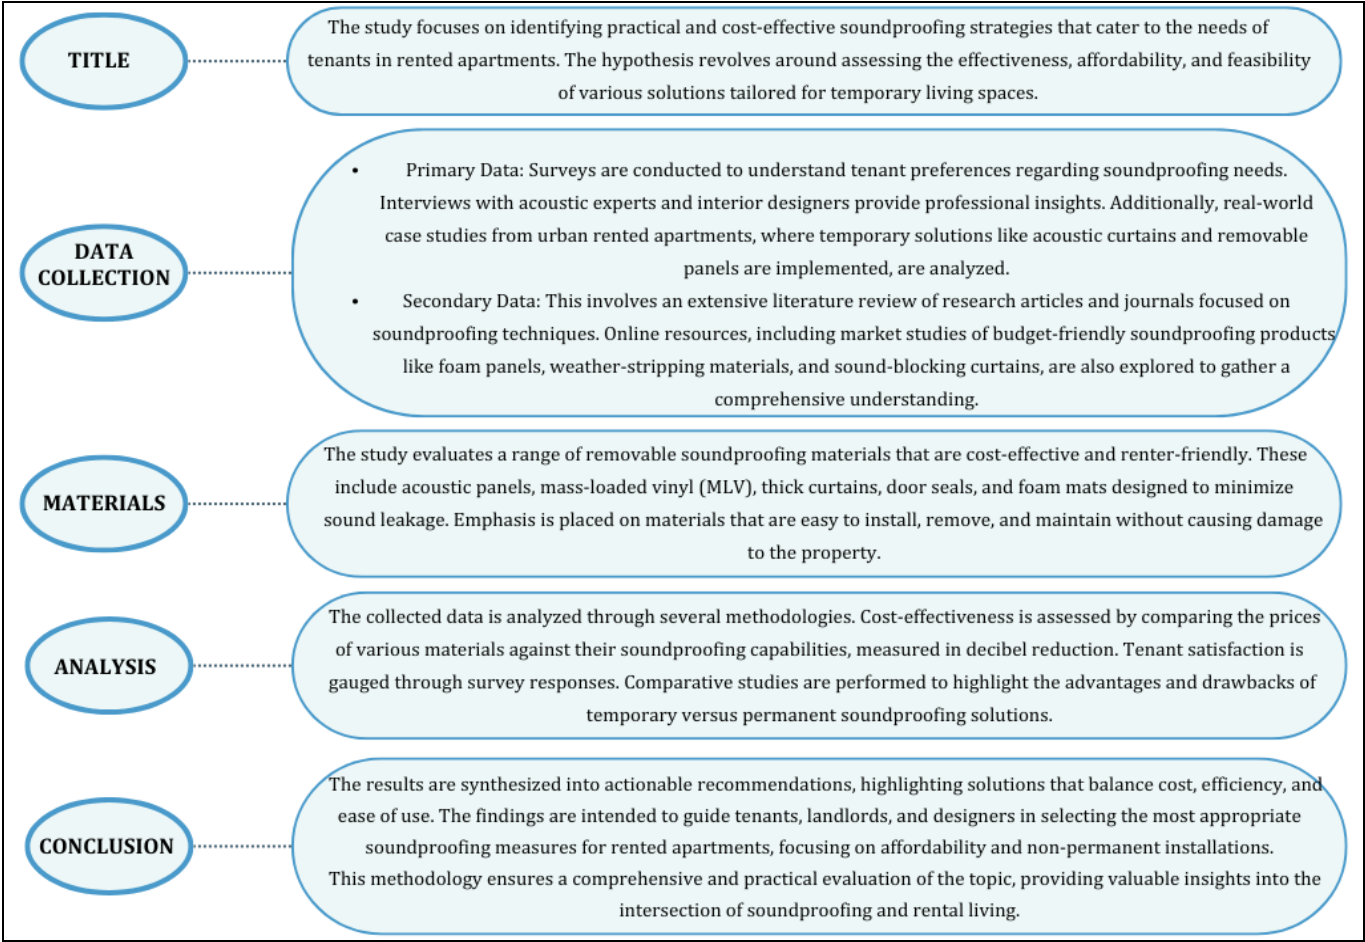 TITLE
The study focuses on identifying practical and cost-effective soundproofing strategies that cater to the needs of
tenants in rented apartments. The hypothesis revolves around assessing the effectiveness, affordability, and feasibility
of various solutions tailored for temporary living spaces.
DATA
COLLECTION
• Primary Data: Surveys are conducted to understand tenant preferences regarding soundproofing needs.
Interviews with acoustic experts and interior designers provide professional insights. Additionally, real-world
case studies from urban rented apartments, where temporary solutions like acoustic curtains and removable
panels are implemented, are analyzed.
• Secondary Data: This involves an extensive literature review of research articles and journals focused on
soundproofing techniques. Online resources, including market studies of budget-friendly soundproofing products
like foam panels, weather-stripping materials, and sound-blocking curtains, are also explored to gather a
comprehensive understanding.
MATERIALS
The study evaluates a range of removable soundproofing materials that are cost-effective and renter-friendly. These
include acoustic panels, mass-loaded vinyl (MLV), thick curtains, door seals, and foam mats designed to minimize
sound leakage. Emphasis is placed on materials that are easy to install, remove, and maintain without causing damage
to the property.
ANALYSIS
The collected data is analyzed through several methodologies. Cost-effectiveness is assessed by comparing the prices
of various materials against their soundproofing capabilities, measured in decibel reduction. Tenant satisfaction is
gauged through survey responses. Comparative studies are performed to highlight the advantages and drawbacks of
temporary versus permanent soundproofing solutions.
CONCLUSION
The results are synthesized into actionable recommendations, highlighting solutions that balance cost, efficiency, and
ease of use. The findings are intended to guide tenants, landlords, and designers in selecting the most appropriate
soundproofing measures for rented apartments, focusing on affordability and non-permanent installations.
This methodology ensures a comprehensive and practical evaluation of the topic, providing valuable insights into the
intersection of soundproofing and rental living.